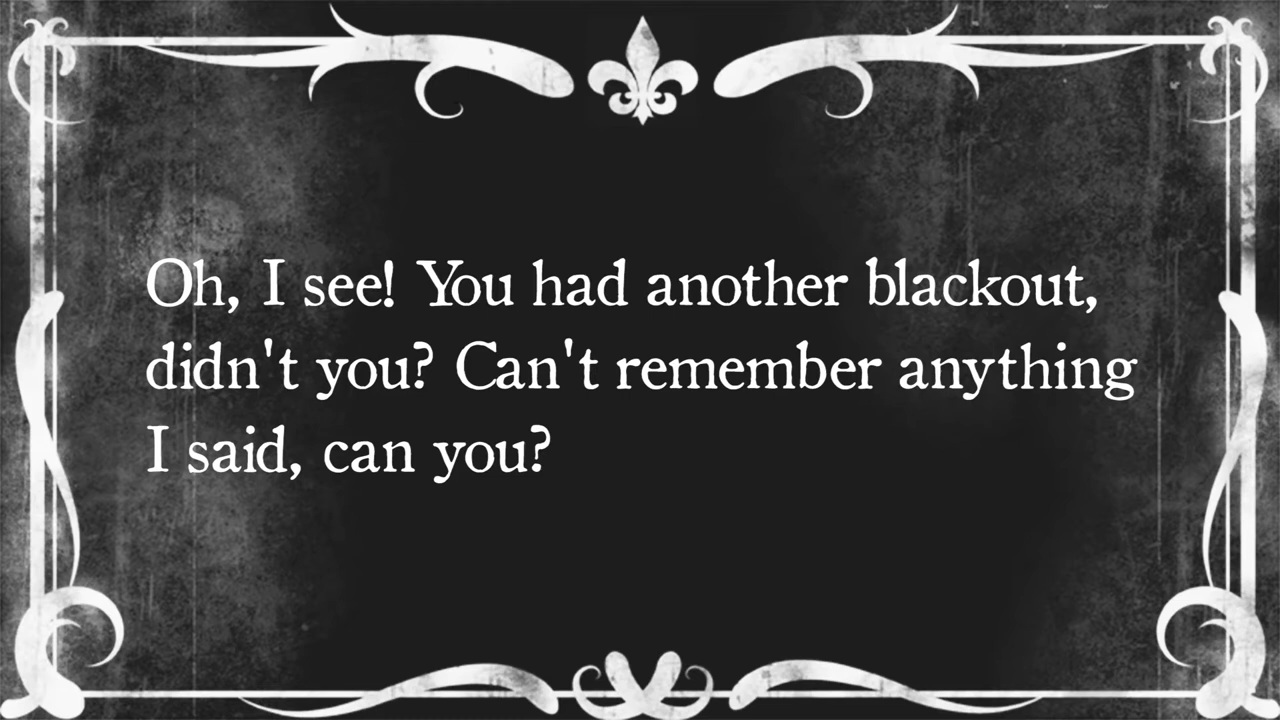 Oh, I see! You had another blackout,
didn't you? Can't remember anything
I said, can you?